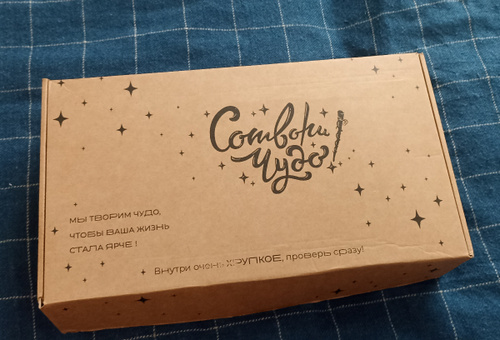 Сотвори
Чудо!
МЫ ТВОРИМ ЧУДО,
ЧТОБЫ ВАША ЖИЗНЬ
СТАЛА ЯРЧЕ !
Внутри очень ХРУПКОЕ, проверь сразу!